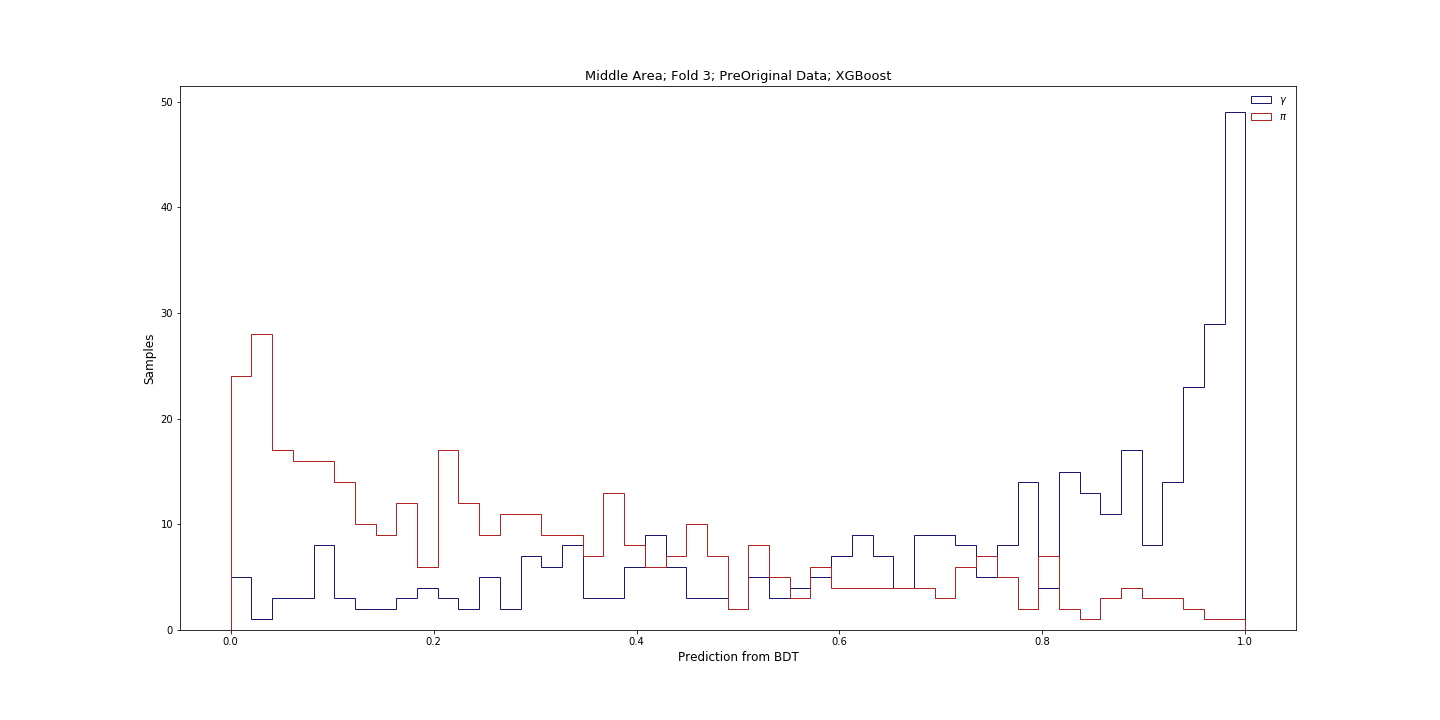 Middle Area; Fold 3; PreOriginal Data; XGBoost
γ
π
50
40
30
20
10
0
Samples
0.0 0.2 0.4 0.6 0.8 1.0
Prediction from BDT